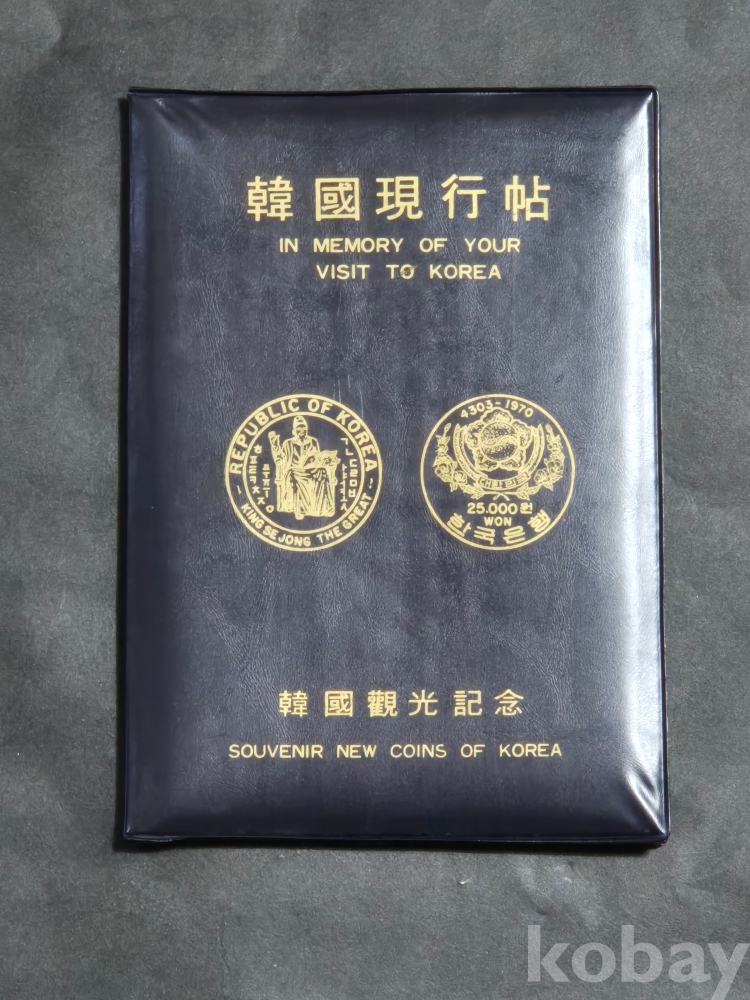 韓國現行帖
IN MEMORY OF YOUR
VISIT TO KOREA
REPUBLIC OF KOREA
KING SEJONG THE GREAT
4303-1970
25.000 원
WON
한국은행
韓國觀光記念
SOUVENIR NEW COINS OF KOREA
kobay